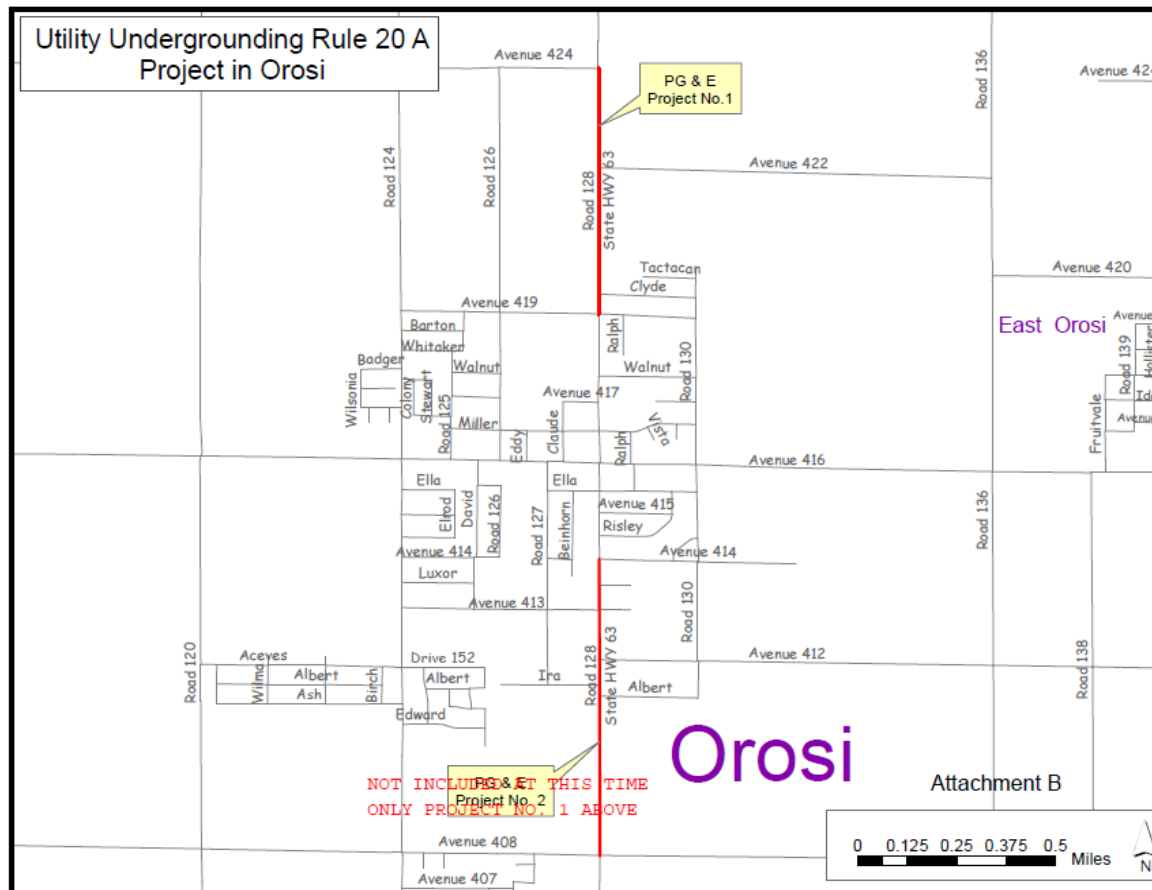 Utility Undergrounding Rule 20 A
Project in Orosi
Avenue 424
PG & E
Project No.1
Road 136
Avenue 424
Road 124
Road 126
Road 128
State HWY 63
Avenue 422
Tactacan
Clyde
Avenue 420
Avenue 419
Barton
Whitaker
Badger
Walnut
Ralph
Walnut
Road 130
East Orosi
Avenue
Road 139
Hollister
Wilsonia
Colony
Stewart
Road 125
Avenue 417
Miller
Eddy
Claude
Ralph
Vista
Fruitvale
Ida
Avenue
Avenue 416
Ella
Elrod
David
Road 126
Road 127
Ella
Beinhorn
Avenue 415
Risley
Road 136
Avenue 414
Luxor
Avenue 414
Avenue 413
Road 130
Road 120
Aceves
Wilma
Albert
Ash
Birch
Drive 152
Albert
Edward
Ira
Road 128
State HWY 63
Avenue 412
Albert
Road 138
Orosi
PG & E
Project No. 2
NOT INCLUDED AT THIS TIME
ONLY PROJECT NO. 1 ABOVE
Attachment B
Avenue 408
Avenue 407
0 0.125 0.25 0.375 0.5
Miles
N